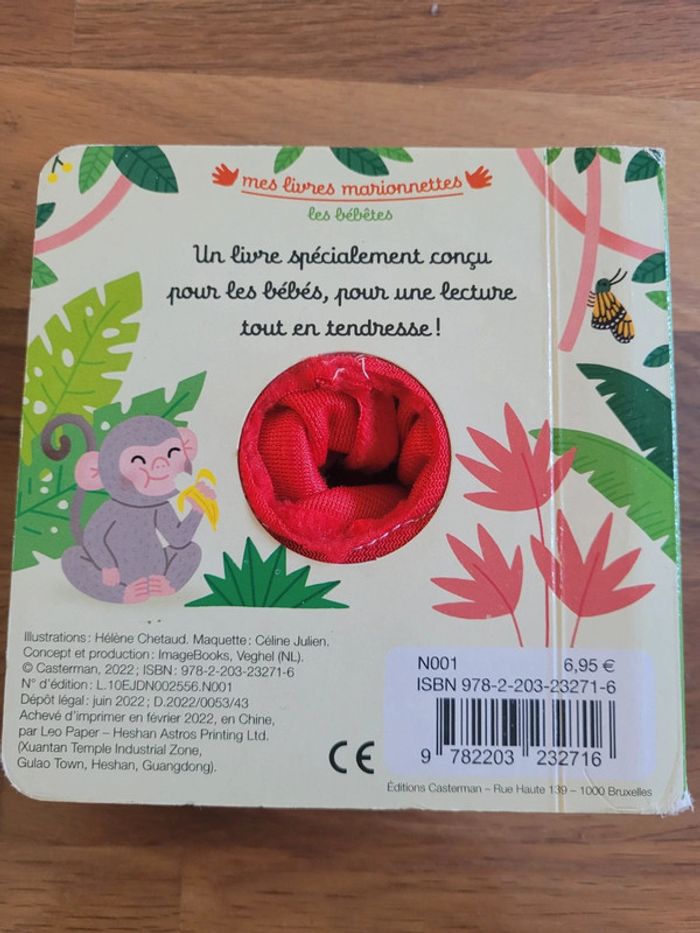 mes livres marionnettes
les bébêtes
Un livre spécialement conçu
pour les bébés, pour une lecture
tout en tendresse !
Illustrations : Hélène Chetaud. Maquette : Céline Julien.
Concept et production : ImageBooks, Veghel (NL).
© Casterman, 2022 ; ISBN : 978-2-203-23271-6
N° d'édition : L.10EJDN002556.N001
Dépôt légal : juin 2022 ; D.2022/0053/43
Achevé d'imprimer en février 2022, en Chine,
par Leo Paper – Heshan Astros Printing Ltd.
(Xuantan Temple Industrial Zone,
Gulao Town, Heshan, Guangdong).
CE
N001 6,95 €
ISBN 978-2-203-23271-6
9 782203 232716
Éditions Casterman – Rue Haute 139 – 1000 Bruxelles